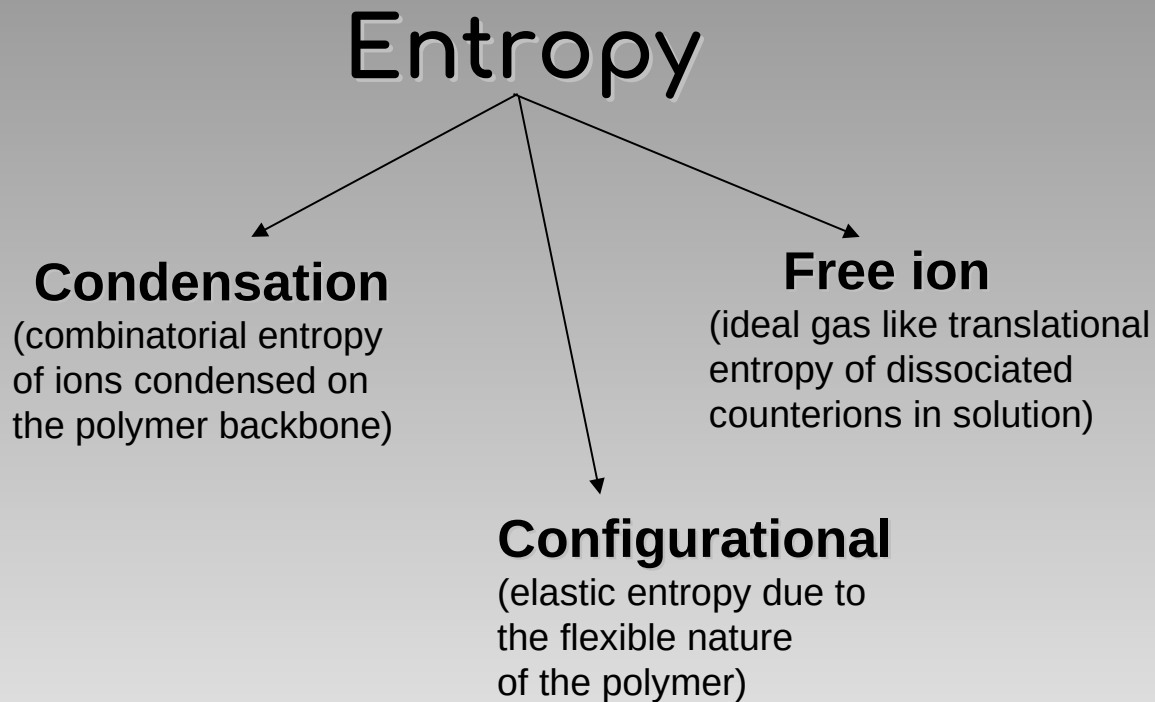 Entropy
Condensation
(combinatorial entropy
of ions condensed on
the polymer backbone)
Free ion
(ideal gas like translational
entropy of dissociated
counterions in solution)
Configurational
(elastic entropy due to
the flexible nature
of the polymer)